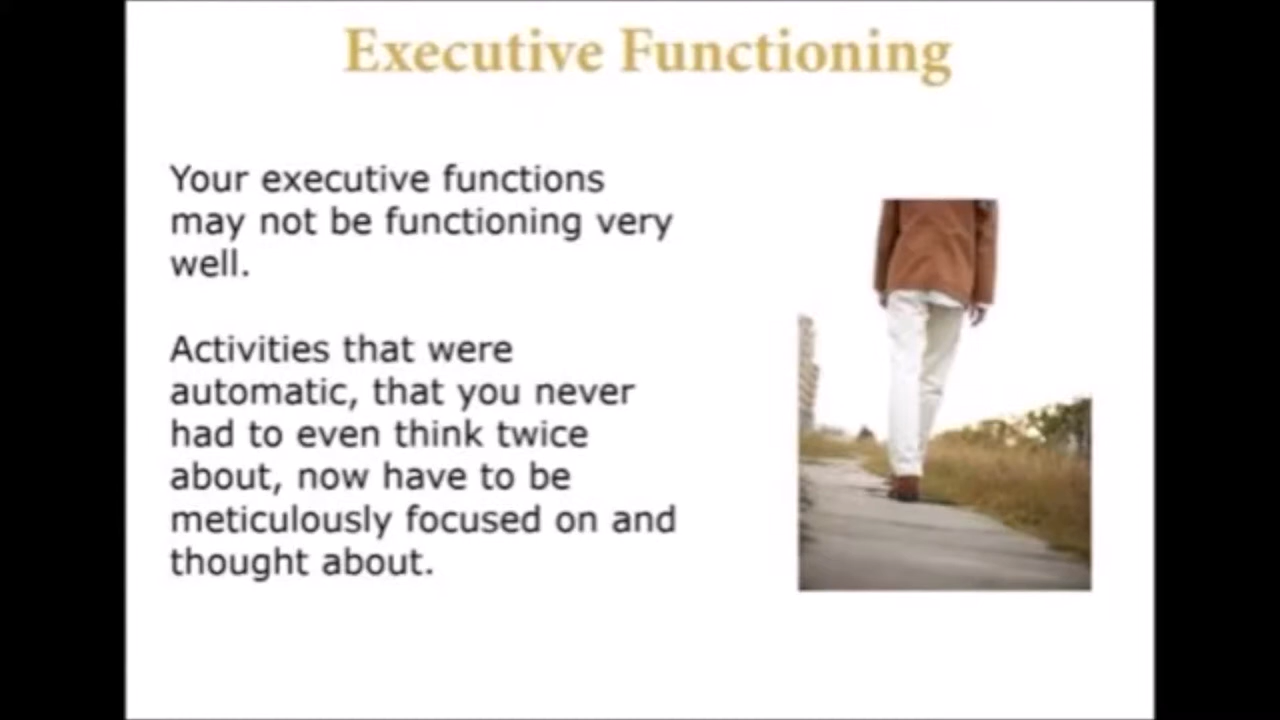 Executive Functioning
Your executive functions
may not be functioning very
well.
Activities that were
automatic, that you never
had to even think twice
about, now have to be
meticulously focused on and
thought about.